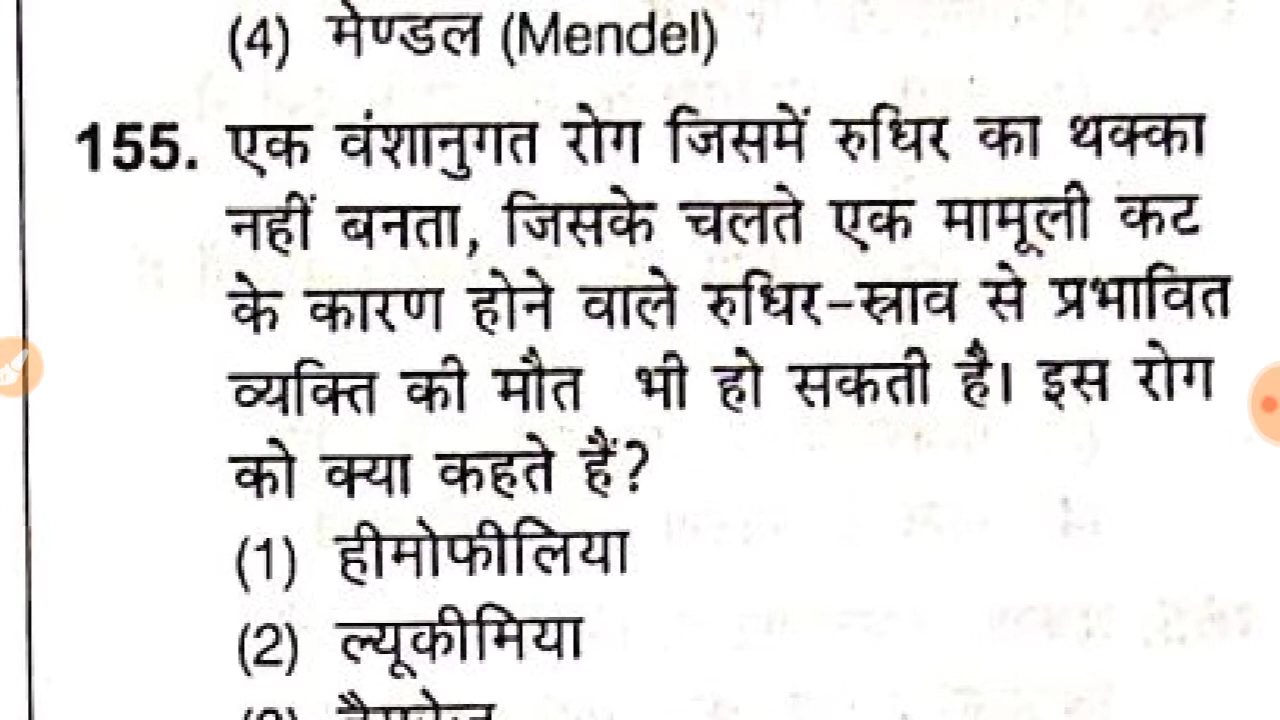 (4) मेण्डल (Mendel)
155. एक वंशानुगत रोग जिसमें रुधिर का थक्का
नहीं बनता, जिसके चलते एक मामूली कट
के कारण होने वाले रुधिर-स्राव से प्रभावित
व्यक्ति की मौत भी हो सकती है। इस रोग
को क्या कहते हैं?
(1) हीमोफीलिया
(2) ल्यूकीमिया